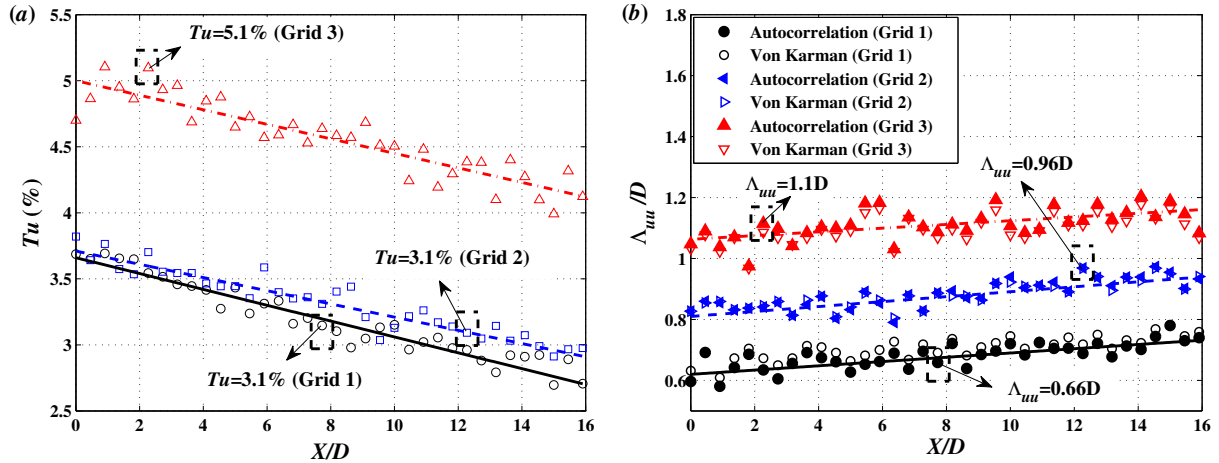 (a)
Tu (%)
5.5
5
4.5
4
3.5
3
2.5
Tu=5.1% (Grid 3)
Tu=3.1% (Grid 2)
Tu=3.1% (Grid 1)
0 2 4 6 8 10 12 14 16
X/D
(b)
Λuu/D
1.8
1.6
1.4
1.2
1
0.8
0.6
Autocorrelation (Grid 1)
Von Karman (Grid 1)
Autocorrelation (Grid 2)
Von Karman (Grid 2)
Autocorrelation (Grid 3)
Von Karman (Grid 3)
Λuu=1.1D
Λuu=0.96D
Λuu=0.66D
0 2 4 6 8 10 12 14 16
X/D